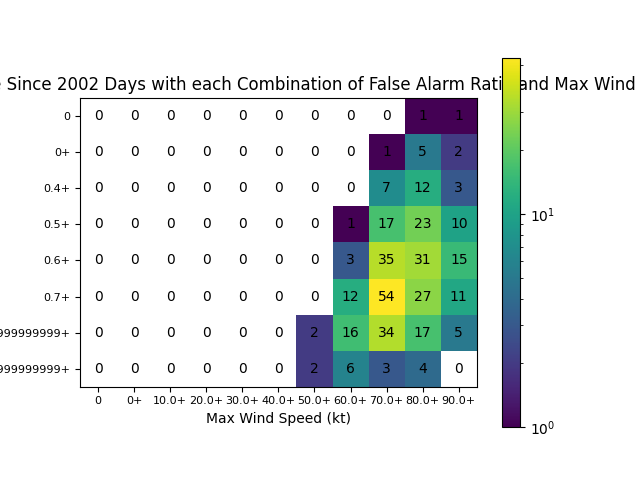 Since 2002 Days with each Combination of False Alarm Ratio and Max Wind
0 0 0 0 0 0 0 0 0 0 1 1
0+ 0 0 0 0 0 0 0 0 1 5 2
0.4+ 0 0 0 0 0 0 0 0 7 12 3
0.5+ 0 0 0 0 0 0 0 1 17 23 10
0.6+ 0 0 0 0 0 0 0 3 35 31 15
0.7+ 0 0 0 0 0 0 0 12 54 27 11
999999999+ 0 0 0 0 0 0 2 16 34 17 5
999999999+ 0 0 0 0 0 0 2 6 3 4 0
0 0+ 10.0+ 20.0+ 30.0+ 40.0+ 50.0+ 60.0+ 70.0+ 80.0+ 90.0+
Max Wind Speed (kt)
10¹
10⁰